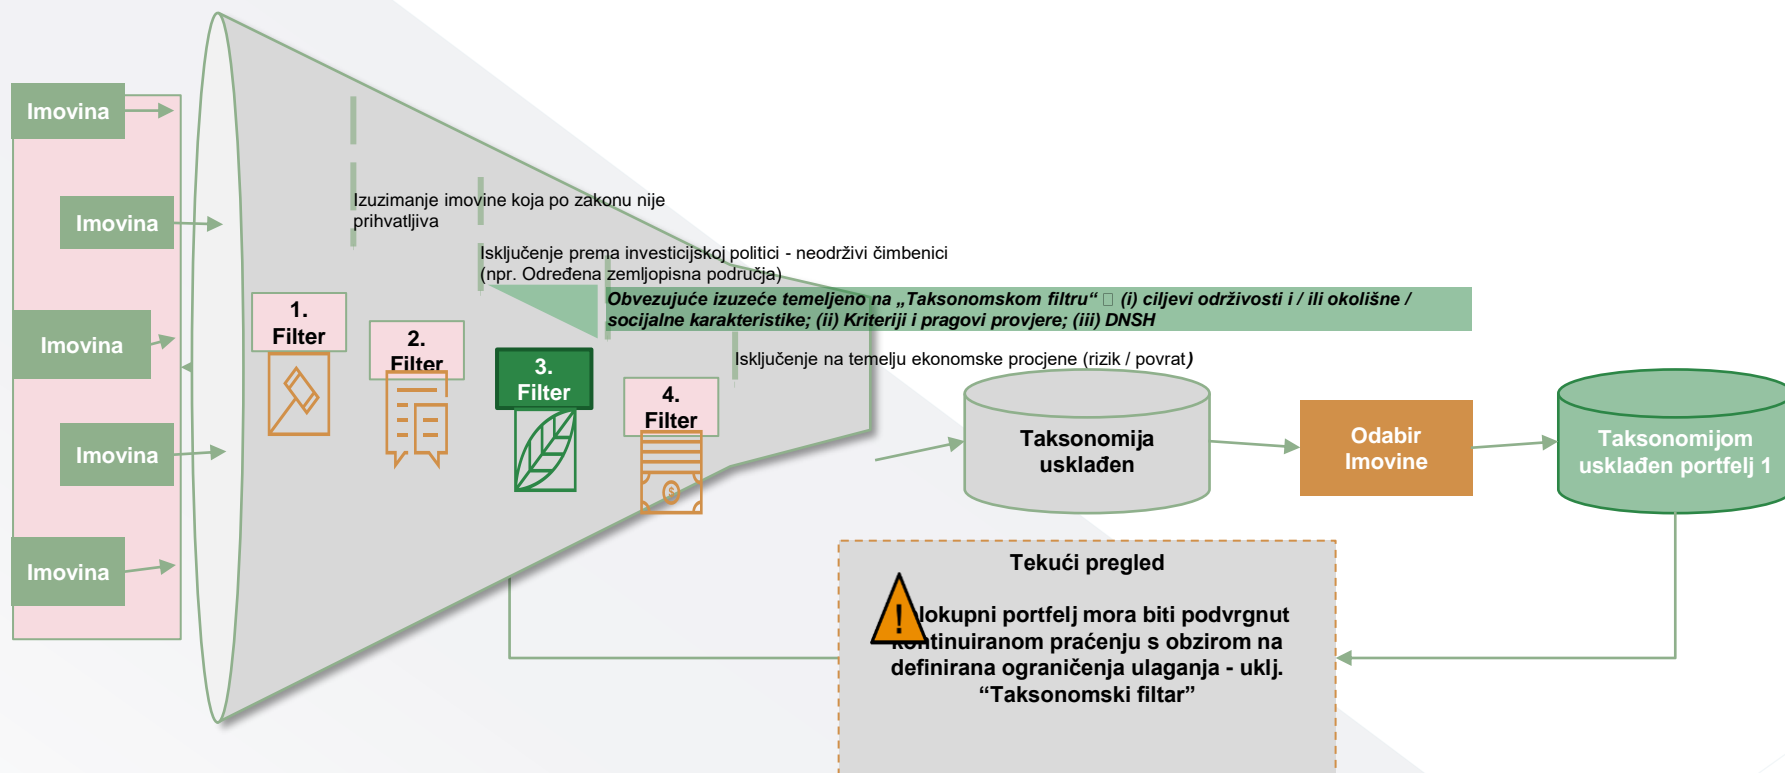 Imovina
Imovina
Imovina
Imovina
Imovina
Izuzimanje imovine koja po zakonu nije
prihvatljiva
Isključenje prema investicijskoj politici - neodrživi čimbenici
(npr. Određena zemljopisna područja)
Obvezujuće izuzeće temeljeno na „Taksonomskom filtru“ (i) ciljevi održivosti i / ili okolišne /
socijalne karakteristike; (ii) Kriteriji i pragovi provjere; (iii) DNSH
Isključenje na temelju ekonomske procjene (rizik / povrat)
1.
Filter
2.
Filter
3.
Filter
4.
Filter
Taksonomija
usklađen
Odabir
Imovine
Taksonomijom
usklađen portfelj 1
Tekući pregled
portfelj mora biti podvrgnut
praćenju s obzirom na
definirana ograničenja ulaganja - uklj.
“Taksonomski filtar”